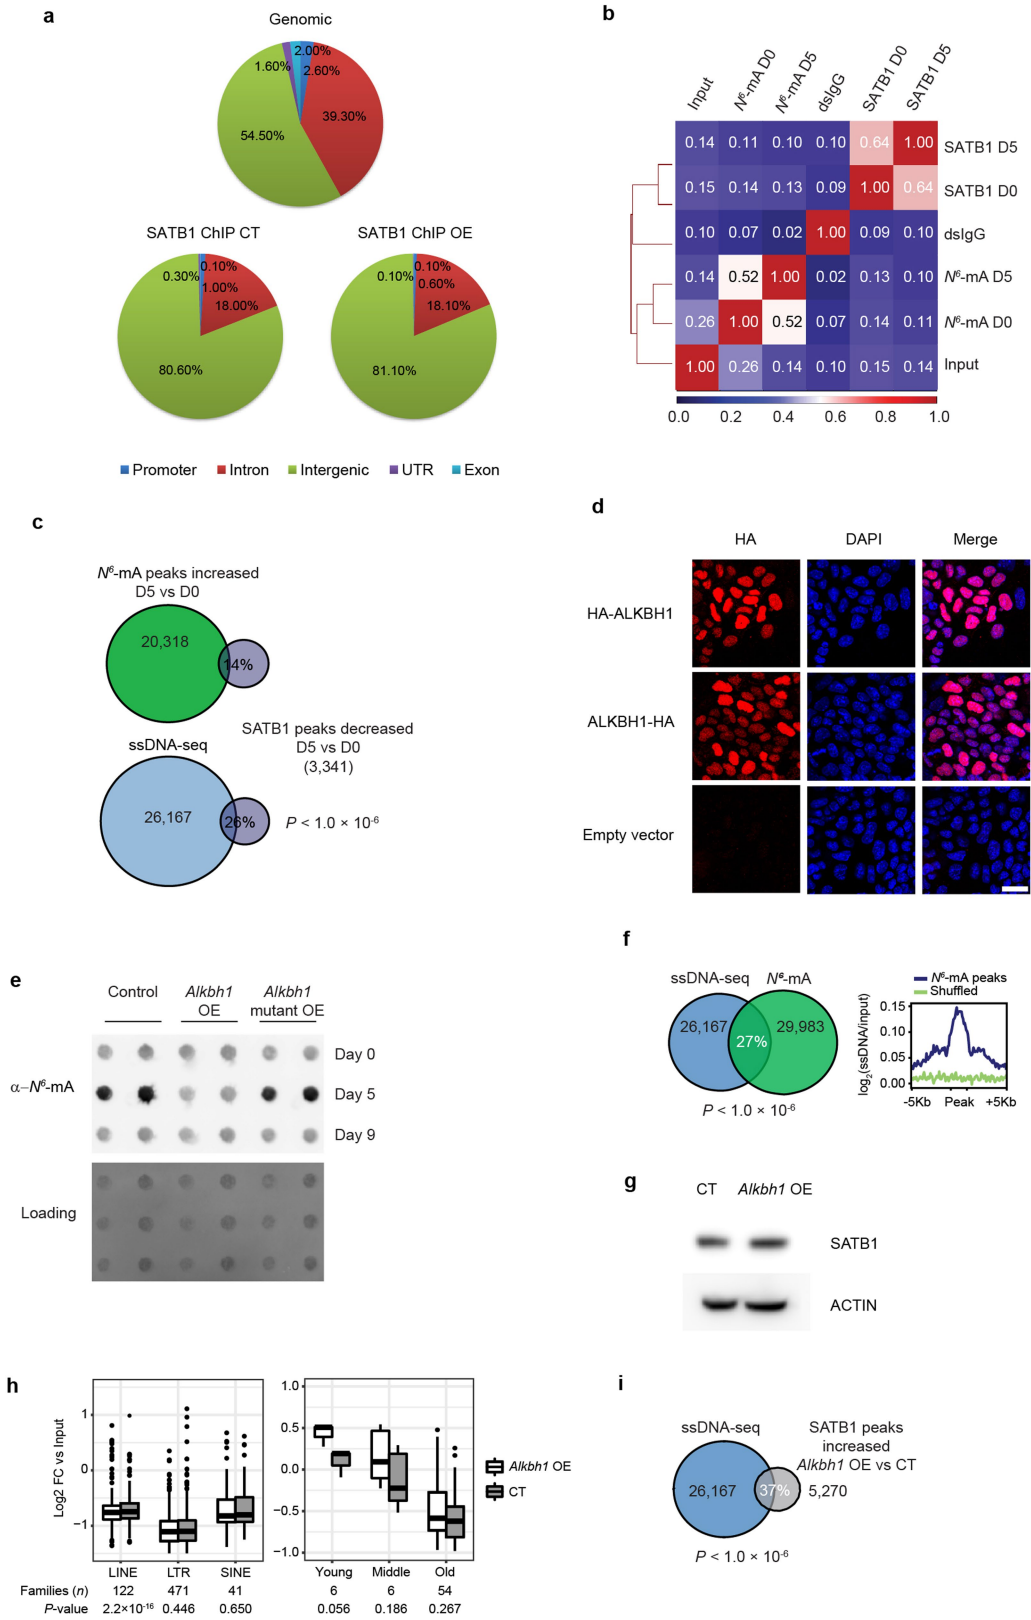 a
Genomic
2.00%
1.60%
2.60%
39.30%
54.50%
SATB1 ChIP CT
SATB1 ChIP OE
0.10%
0.30%
1.00%
18.00%
80.60%
0.10%
0.10%
0.60%
18.10%
81.10%
Promoter Intron Intergenic UTR Exon
b
Input N⁶-mA D0 N⁶-mA D5 dsIgG SATB1 D0 SATB1 D5
0.14 0.11 0.10 0.10 0.64 1.00 SATB1 D5
0.15 0.14 0.13 0.09 1.00 0.64 SATB1 D0
0.10 0.07 0.02 1.00 0.09 0.10 dsIgG
0.14 0.52 1.00 0.02 0.13 0.10 N⁶-mA D5
0.26 1.00 0.52 0.07 0.14 0.11 N⁶-mA D0
1.00 0.26 0.14 0.10 0.15 0.14 Input
0.0 0.2 0.4 0.6 0.8 1.0
c
N⁶-mA peaks increased
D5 vs D0
20,318
14%
SATB1 peaks decreased
D5 vs D0
(3,341)
ssDNA-seq
26,167
26%
P < 1.0 × 10⁻⁶
d
HA DAPI Merge
HA-ALKBH1
ALKBH1-HA
Empty vector
e
Control Alkbh1 OE Alkbh1 mutant OE
α–N⁶-mA
Day 0
Day 5
Day 9
Loading
f
ssDNA-seq N⁶-mA
26,167
27%
29,983
P < 1.0 × 10⁻⁶
N⁶-mA peaks
Shuffled
log₂(ssDNA/input)
0.15
0.10
0.05
0.00
-5Kb Peak +5Kb
g
CT Alkbh1 OE
SATB1
ACTIN
h
Log2 FC vs Input
1
0
−1
LINE LTR SINE
1.0
0.5
0.0
−0.5
−1.0
Young Middle Old
Alkbh1 OE
CT
Families (n) 122 471 41 6 6 54
P-value 2.2×10⁻¹⁶ 0.446 0.650 0.056 0.186 0.267
i
ssDNA-seq
SATB1 peaks
increased
Alkbh1 OE vs CT
26,167
37%
5,270
P < 1.0 × 10⁻⁶